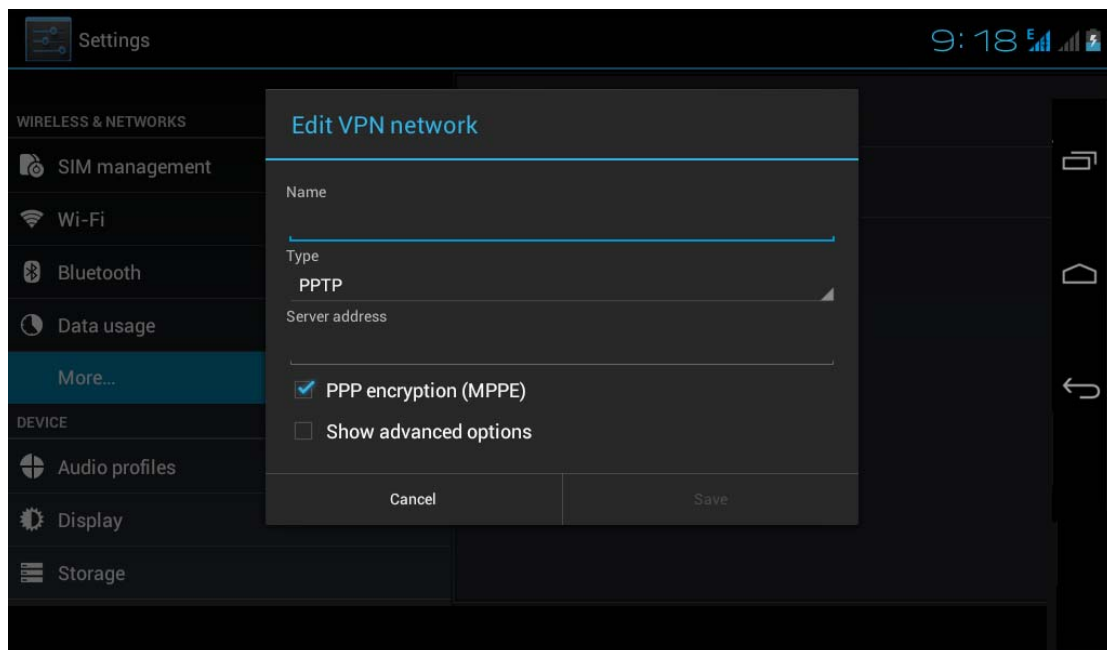 Settings
9:18 E
WIRELESS & NETWORKS
SIM management
Wi-Fi
Bluetooth
Data usage
More...
DEVICE
Audio profiles
Display
Storage
Edit VPN network
Name
Type
PPTP
Server address
PPP encryption (MPPE)
Show advanced options
Cancel
Save